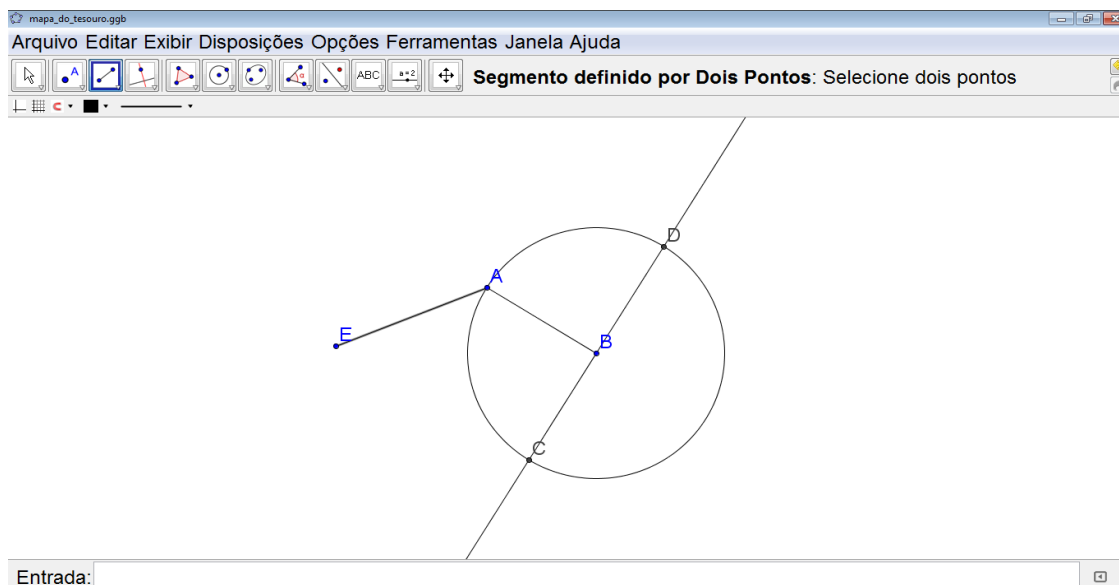 mapa_do_tesouro.ggb
Arquivo Editar Exibir Disposições Opções Ferramentas Janela Ajuda
A ABC a=2 Segmento definido por Dois Pontos: Selecione dois pontos
D
A
E
B
C
Entrada: